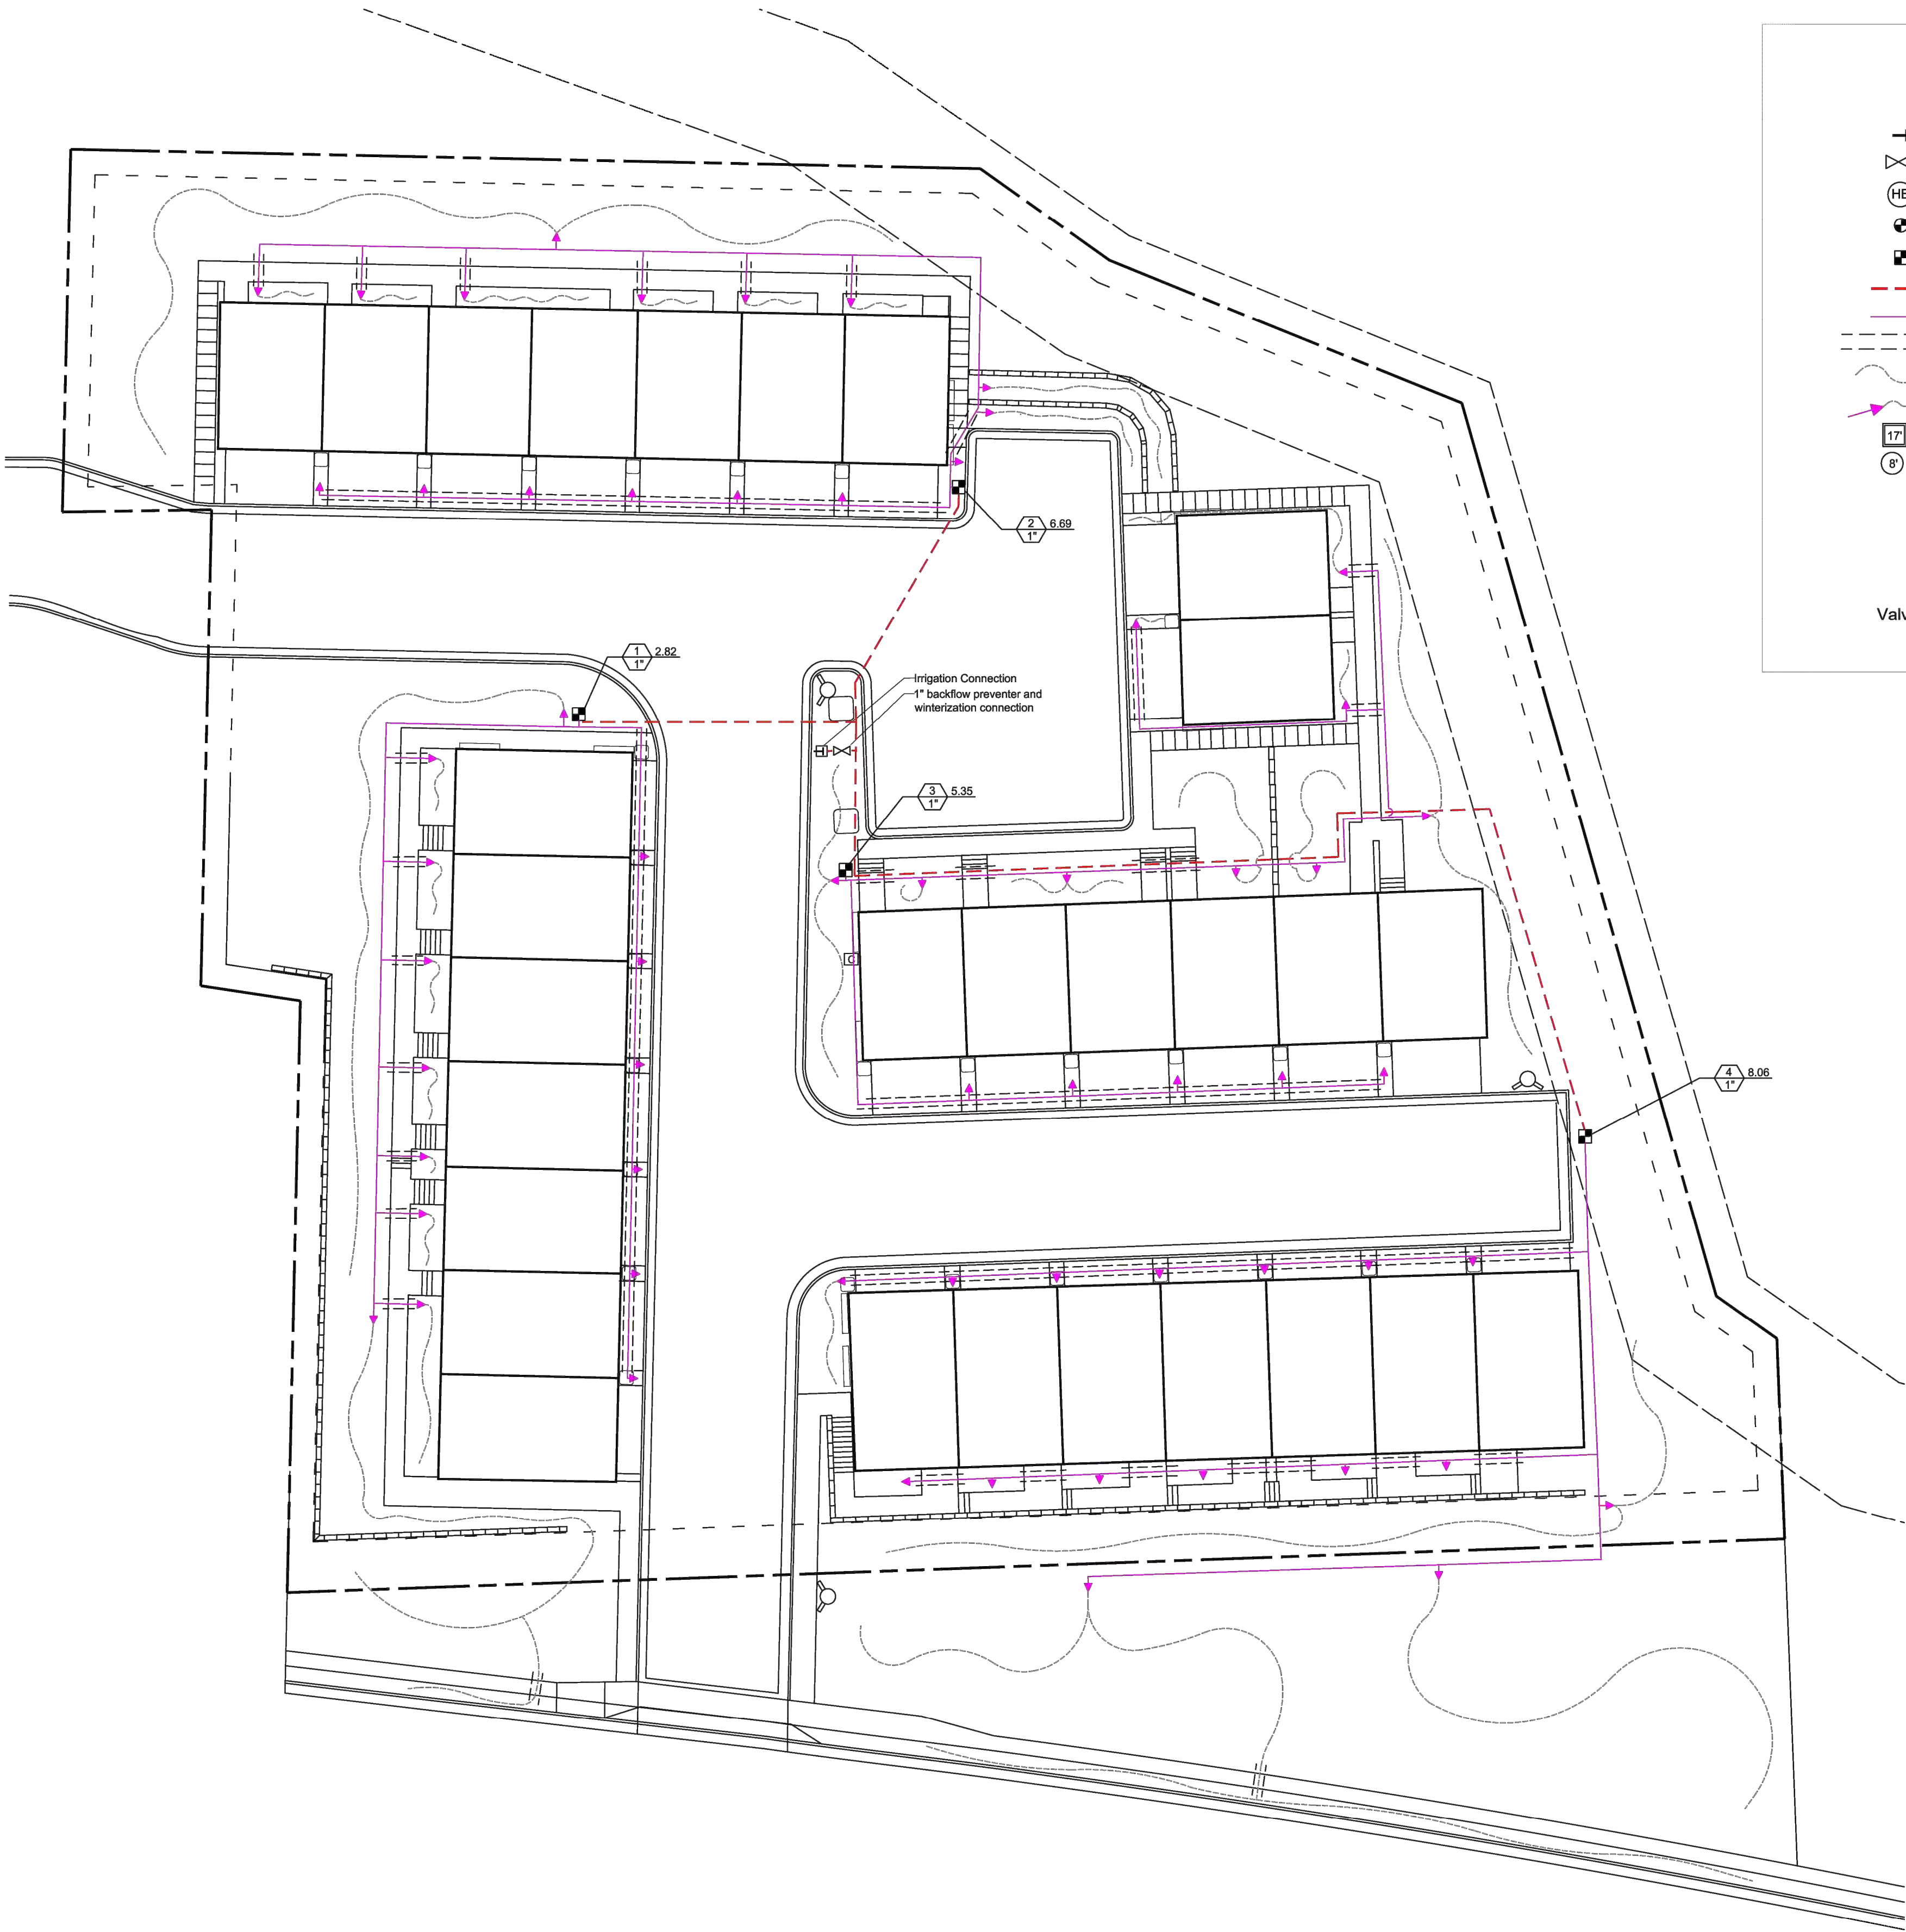 HB
17'
8'
Valv
2 6.69
1"
1 2.82
1"
Irrigation Connection
1" backflow preventer and
winterization connection
3 5.35
1"
C
4 8.06
1"